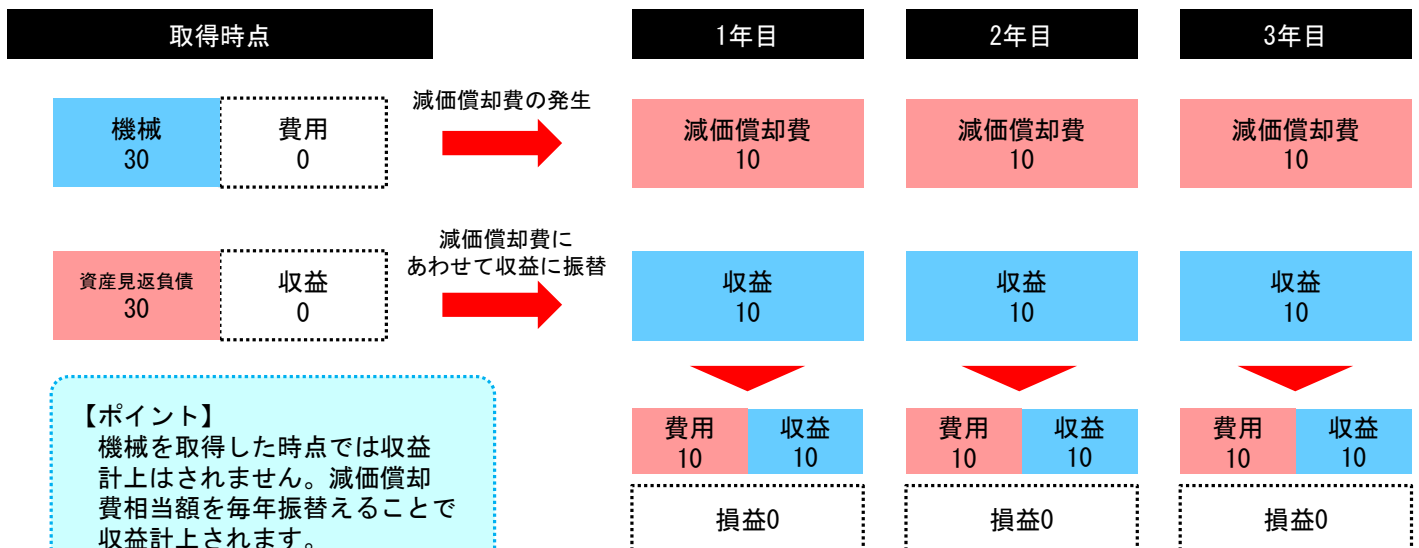 取得時点
1年目
2年目
3年目
機械
30
費用
0
減価償却費の発生
減価償却費
10
減価償却費
10
減価償却費
10
資産見返負債
30
収益
0
減価償却費に
あわせて収益に振替
収益
10
収益
10
収益
10
【ポイント】
機械を取得した時点では収益
計上はされません。減価償却
費相当額を毎年振替えることで
収益計上されます。
費用
10
収益
10
費用
10
収益
10
費用
10
収益
10
損益0
損益0
損益0